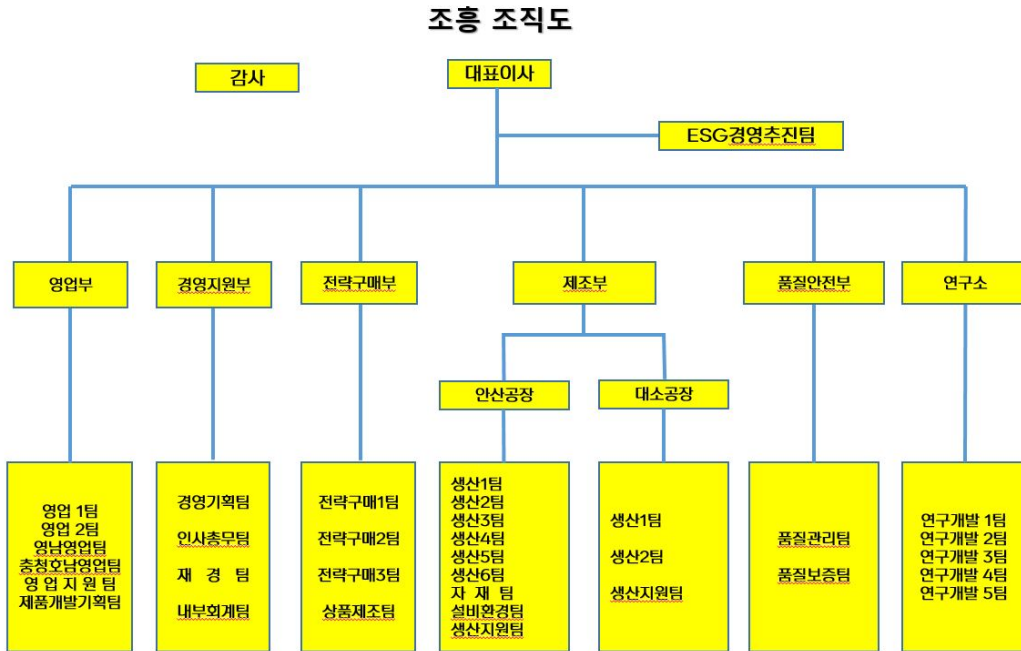 조흥 조직도
감사
대표이사
ESG경영추진팀
영업부
경영지원부
전략구매부
제조부
품질안전부
연구소
안산공장
대소공장
영업 1팀
영업 2팀
영남영업팀
충청호남영업팀
영 업 지 원 팀
제품개발기획팀
경영기획팀
인사총무팀
재 경 팀
내부회계팀
전략구매1팀
전략구매2팀
전략구매3팀
상품제조팀
생산1팀
생산2팀
생산3팀
생산4팀
생산5팀
생산6팀
자 재 팀
설비환경팀
생산지원팀
생산1팀
생산2팀
생산지원팀
품질관리팀
품질보증팀
연구개발 1팀
연구개발 2팀
연구개발 3팀
연구개발 4팀
연구개발 5팀